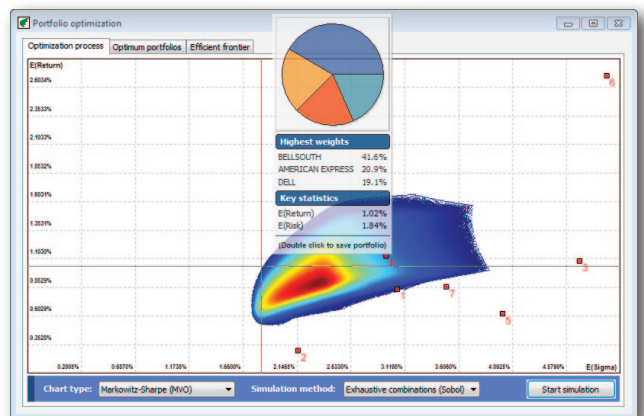 Portfolio optimization
Optimization process Optimum portfolios Efficient frontier
E(Return)
2.6034%
2.3533%
2.1033%
1.8532%
1.6031%
1.3531%
1.1030%
0.8529%
0.6029%
0.3528%
Highest weights
BELLSOUTH 41.6%
AMERICAN EXPRESS 20.9%
DELL 19.1%
Key statistics
E(Return) 1.02%
E(Risk) 1.84%
(Double click to save portfolio)
6
3
1
7
5
2
0.2005% 1.1738% 1.6600% 2.1465% 2.6330% 3.1195% 3.6060% 4.0925% 4.5790% E(Sigma)
Chart type: Markowitz-Sharpe (MVO) Simulation method: Exhaustive combinations (Sobol) Start simulation